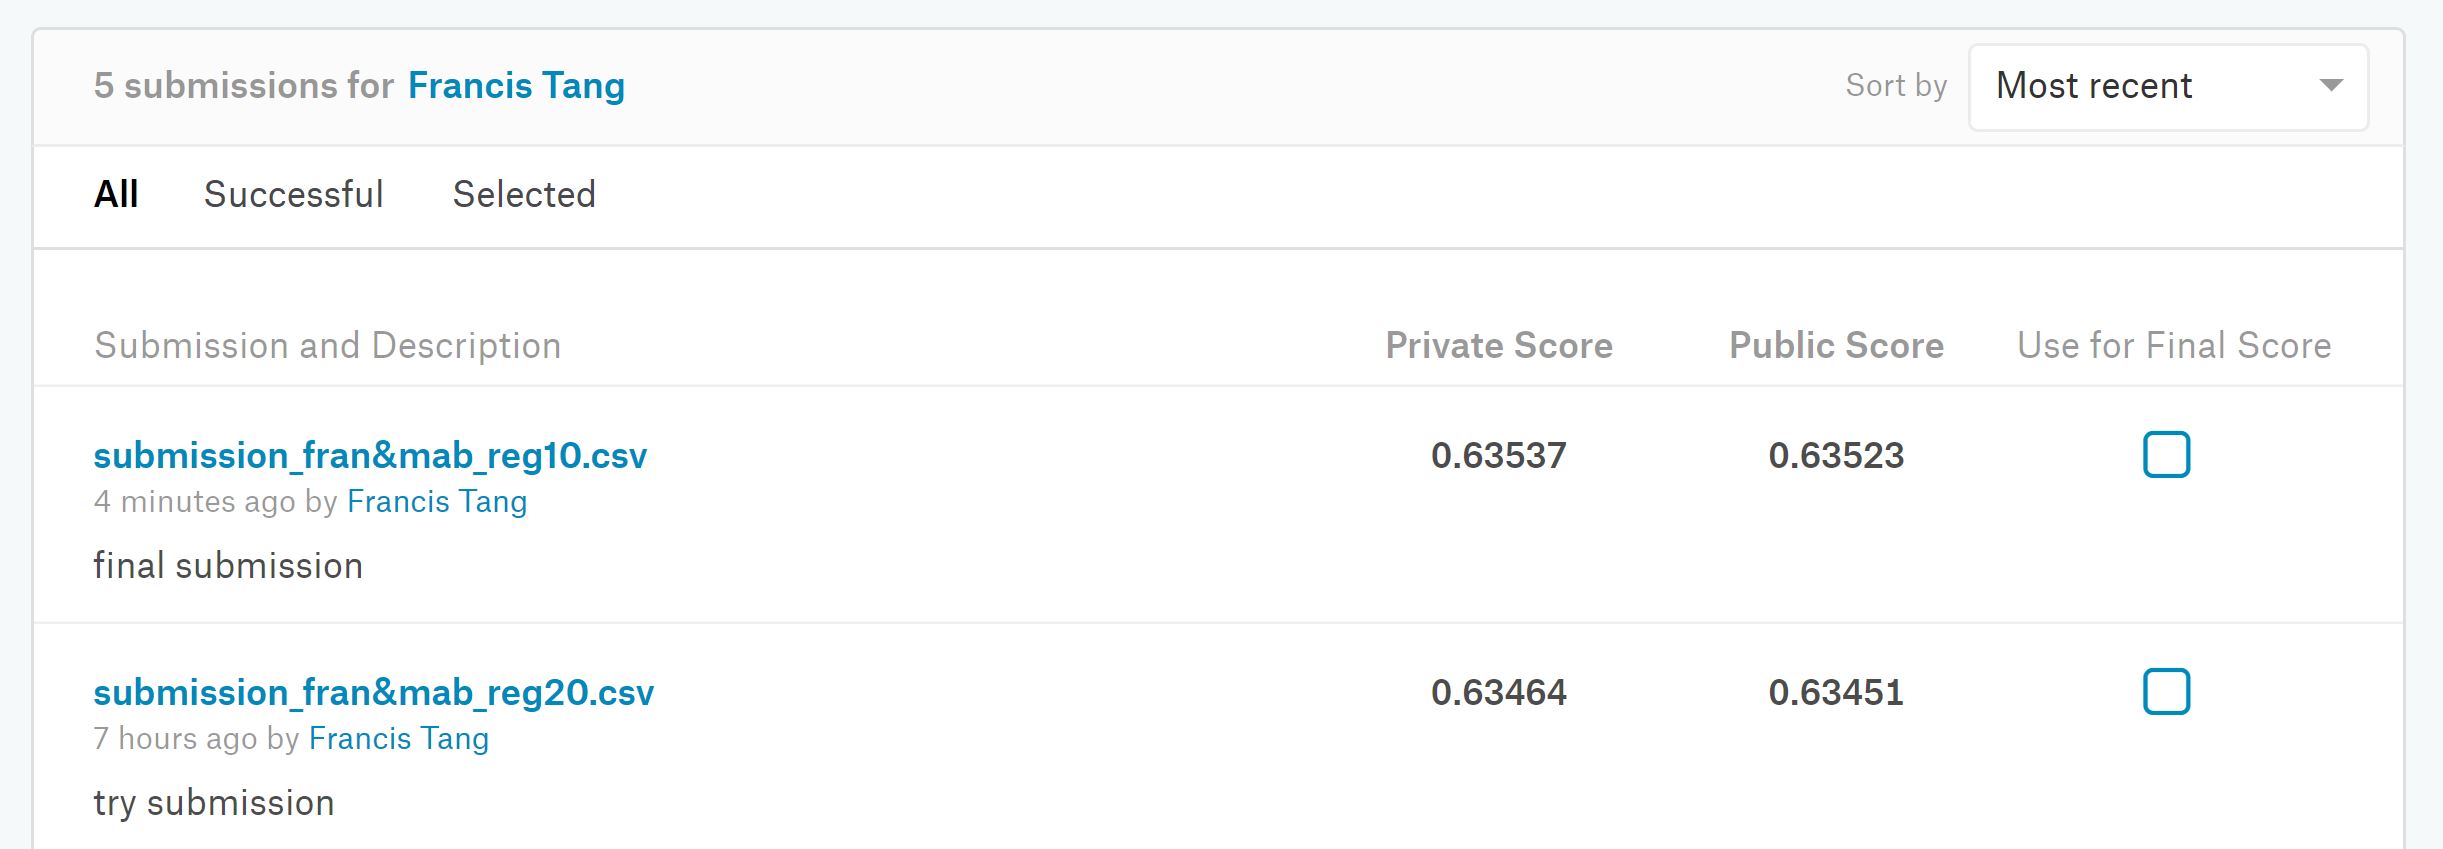 5 submissions for Francis Tang
Sort by Most recent
All Successful Selected
Submission and Description Private Score Public Score Use for Final Score
submission_fran&mab_reg10.csv 0.63537 0.63523
4 minutes ago by Francis Tang
final submission
submission_fran&mab_reg20.csv 0.63464 0.63451
7 hours ago by Francis Tang
try submission